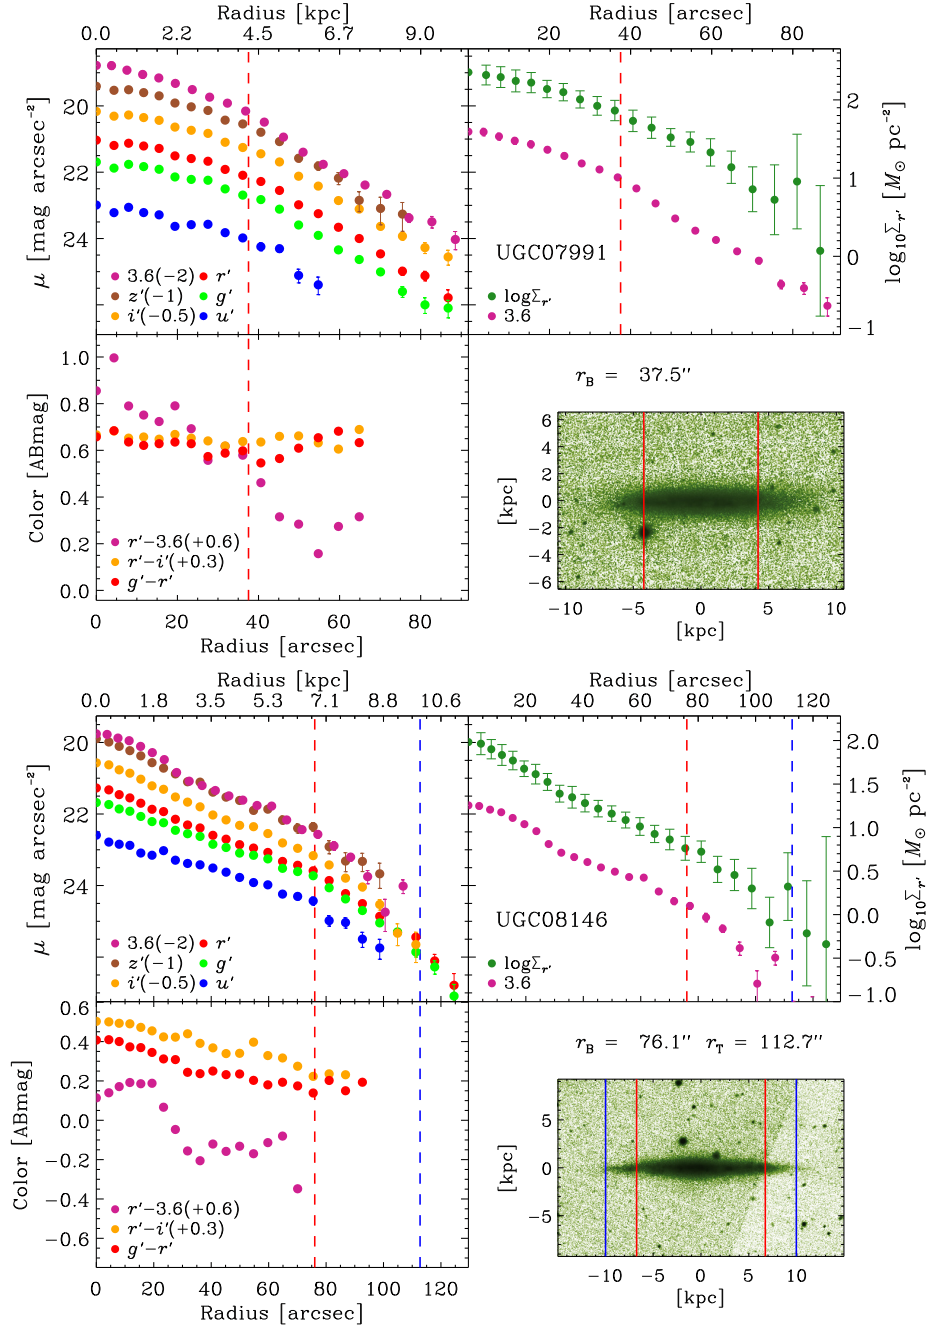 Radius [kpc] Radius [arcsec]
0.0 2.2 4.5 6.7 9.0 20 40 60 80
μ [mag arcsec⁻²]
20
22
24
2
1
0
−1
log₁₀Σr′ [M⊙ pc⁻²]
UGC07991
3.6(−2) r′
z′(−1) g′
i′(−0.5) u′
logΣr′
3.6
Color [ABmag]
1.0
0.8
0.6
0.4
0.2
0.0
r′−3.6(+0.6)
r′−i′(+0.3)
g′−r′
0 20 40 60 80
Radius [arcsec]
rB = 37.5″
[kpc]
6
4
2
0
−2
−4
−6
−10 −5 0 5 10
[kpc]
Radius [kpc] Radius [arcsec]
0.0 1.8 3.5 5.3 7.1 8.8 10.6 20 40 60 80 100 120
μ [mag arcsec⁻²]
20
22
24
2.0
1.5
1.0
0.5
0.0
−0.5
−1.0
log₁₀Σr′ [M⊙ pc⁻²]
UGC08146
3.6(−2) r′
z′(−1) g′
i′(−0.5) u′
logΣr′
3.6
Color [ABmag]
0.6
0.4
0.2
0.0
−0.2
−0.4
−0.6
r′−3.6(+0.6)
r′−i′(+0.3)
g′−r′
0 20 40 60 80 100 120
Radius [arcsec]
rB = 76.1″ rT = 112.7″
[kpc]
5
0
−5
−10 −5 0 5 10
[kpc]